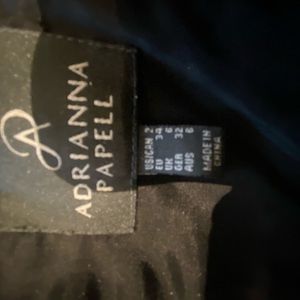 ADRIANNA
PAPELL
US/CAN 2
EU 34
UK 6
GER 32
AUS 6
MADE IN
CHINA